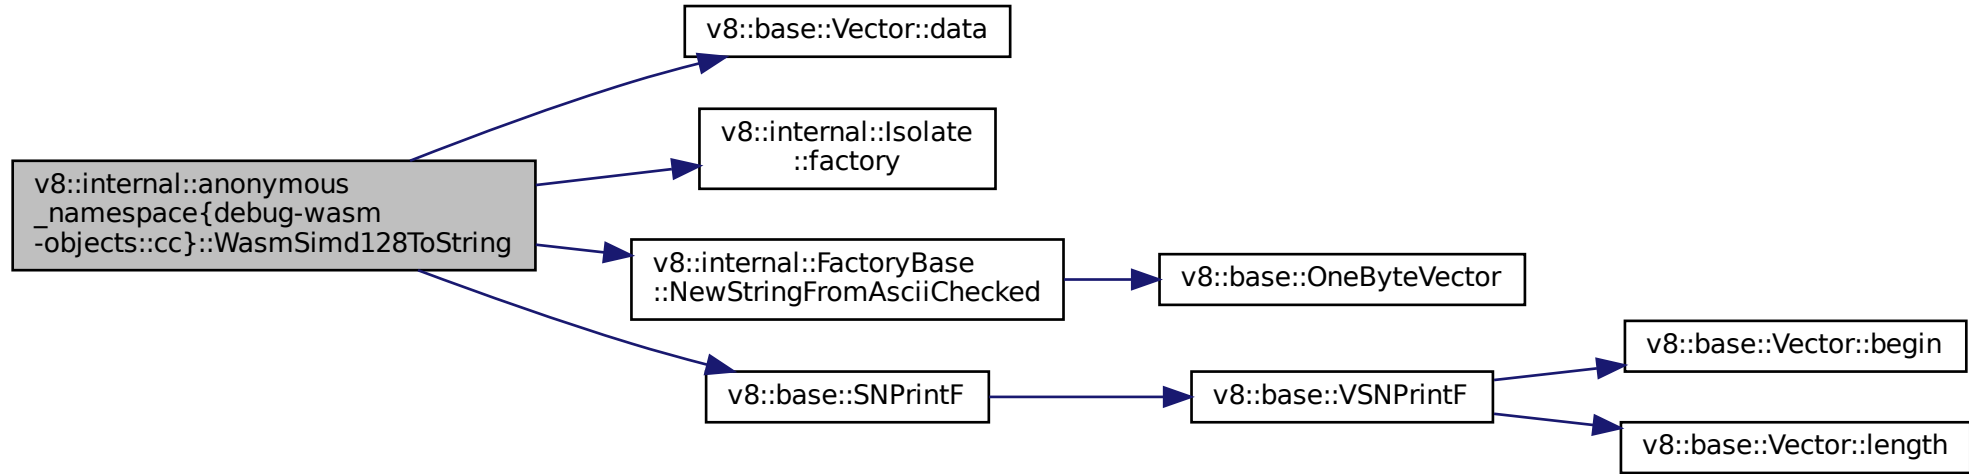 v8::base::Vector::data
v8::internal::Isolate
::factory
v8::internal::anonymous
_namespace{debug-wasm
-objects::cc}::WasmSimd128ToString
v8::internal::FactoryBase
::NewStringFromAsciiChecked
v8::base::OneByteVector
v8::base::SNPrintF
v8::base::VSNPrintF
v8::base::Vector::begin
v8::base::Vector::length